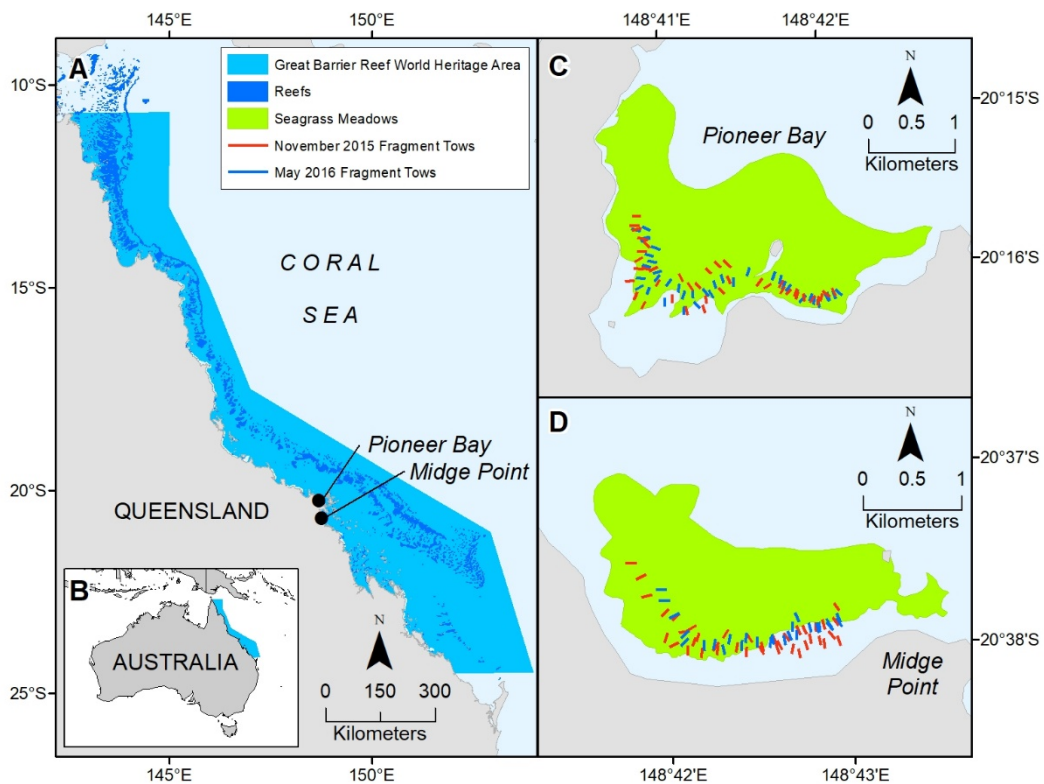 145°E
150°E
A
10°S
15°S
20°S
25°S
Great Barrier Reef World Heritage Area
Reefs
Seagrass Meadows
November 2015 Fragment Tows
May 2016 Fragment Tows
CORAL
SEA
Pioneer Bay
Midge Point
QUEENSLAND
B
AUSTRALIA
N
0 150 300
Kilometers
145°E
150°E
148°41'E
148°42'E
C
Pioneer Bay
N
0 0.5 1
Kilometers
20°15'S
20°16'S
D
N
0 0.5 1
Kilometers
20°37'S
20°38'S
Midge
Point
148°42'E
148°43'E